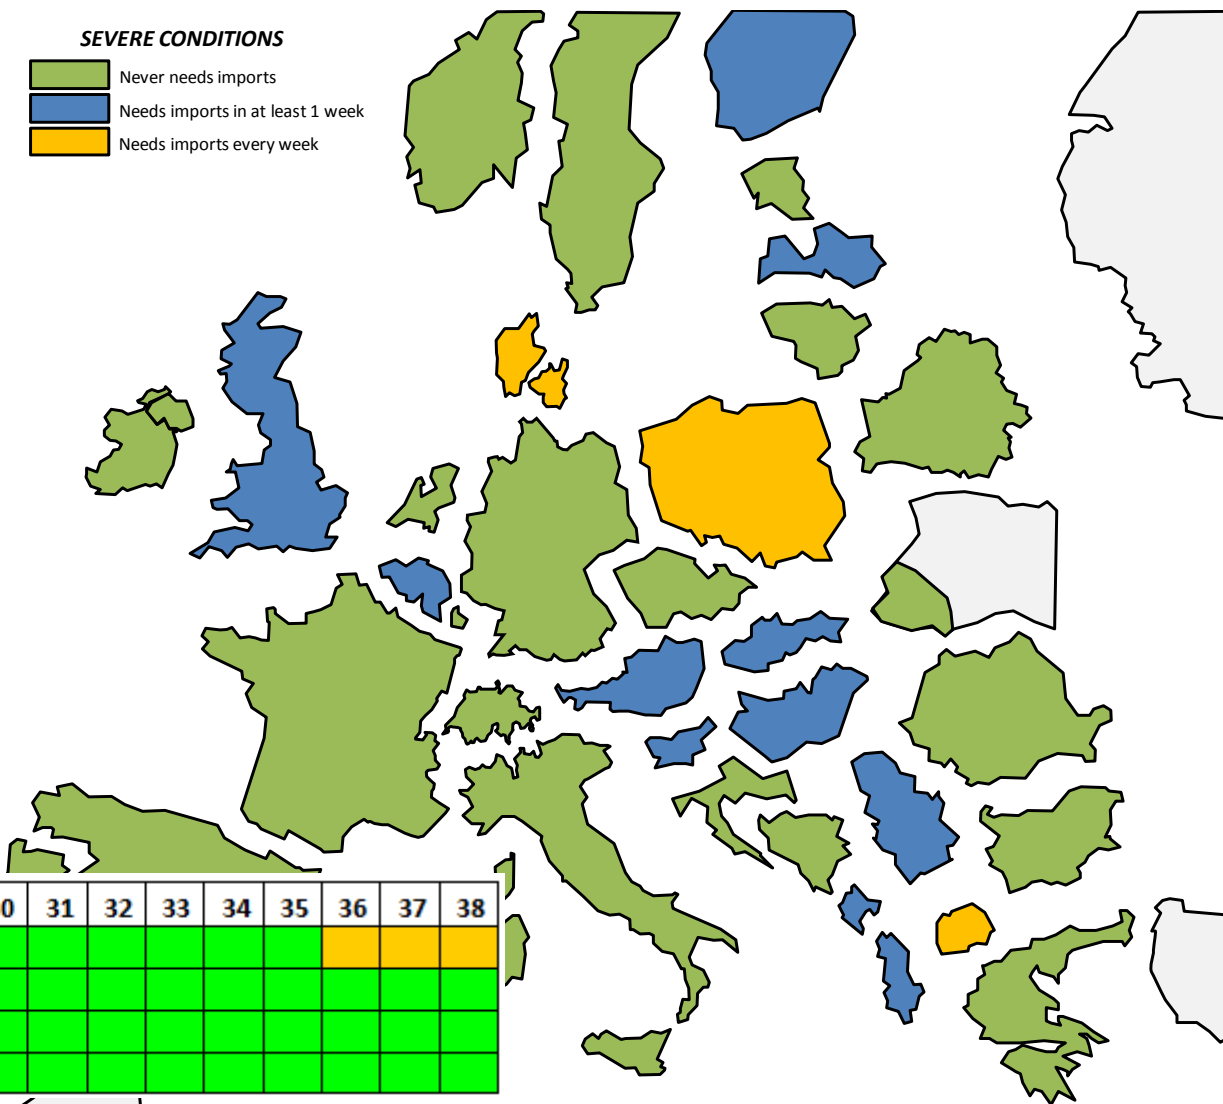 SEVERE CONDITIONS
Never needs imports
Needs imports in at least 1 week
Needs imports every week
0 31 32 33 34 35 36 37 38